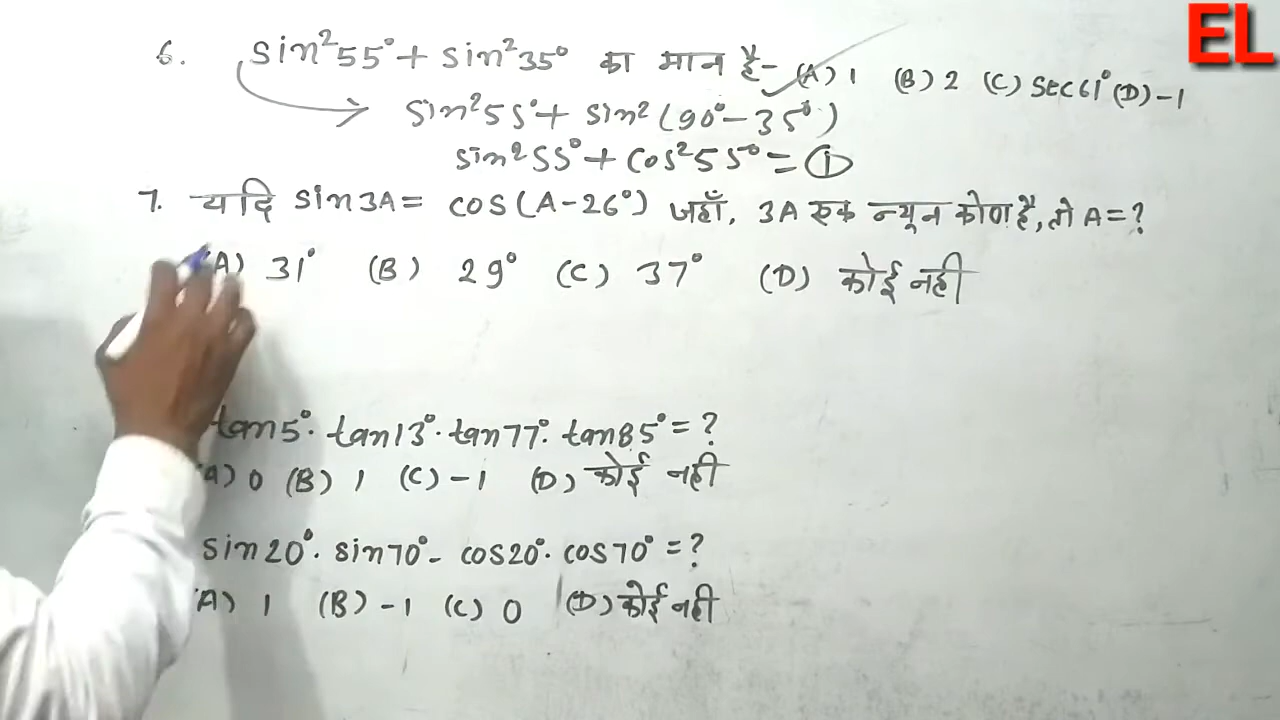 EL
6. sin²55° + sin²35° का मान है- (A) 1 (B) 2 (C) Sec61° (D) -1
sin²55° + sin²(90° - 35°)
sin²55° + cos²55° = 1
7. यदि sin3A = cos(A-26°) जहाँ, 3A एक न्यून कोण है, तो A = ?
(A) 31° (B) 29° (C) 37° (D) कोई नही
tan5°. tan13°. tan77°. tan85° = ?
A) 0 (B) 1 (C) -1 (D) कोई नही
sin20°. sin70° - cos20°. cos70° = ?
A) 1 (B) -1 (C) 0 (D) कोई नही